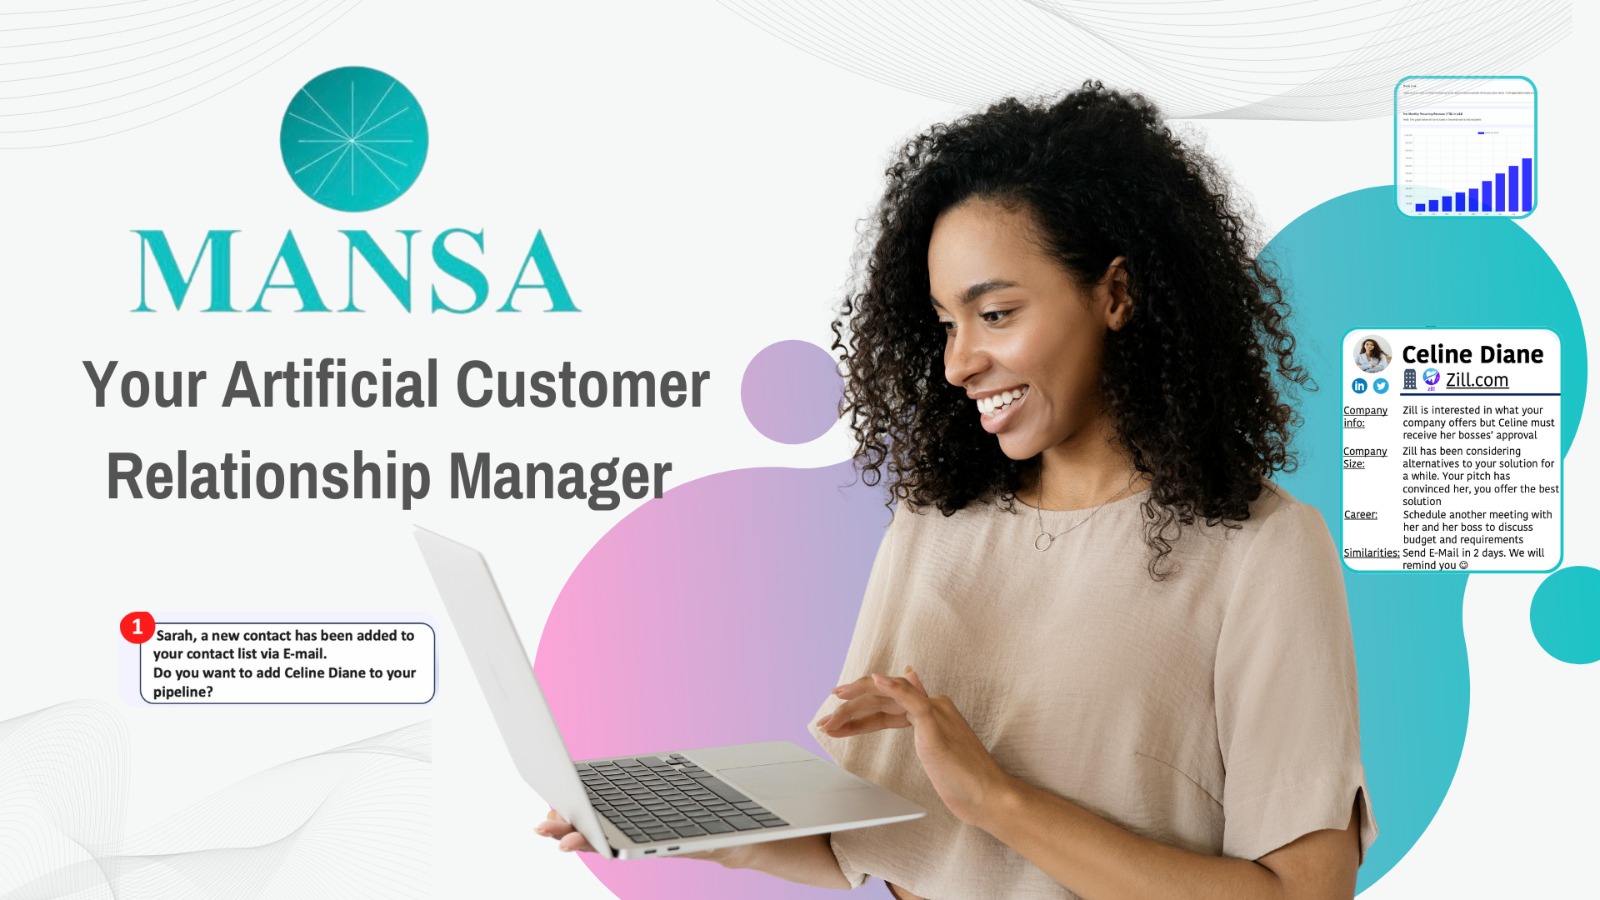 MANSA
Your Artificial Customer
Relationship Manager
1
Sarah, a new contact has been added to
your contact list via E-mail.
Do you want to add Celine Diane to your
pipeline?
Celine Diane
in
zill
Zill.com
Company
info:
Zill is interested in what your
company offers but Celine must
receive her bosses' approval
Company
Size:
Zill has been considering
alternatives to your solution for
a while. Your pitch has
convinced her, you offer the best
solution
Career:
Schedule another meeting with
her and her boss to discuss
budget and requirements
Similarities:
Send E-Mail in 2 days. We will
remind you ☺